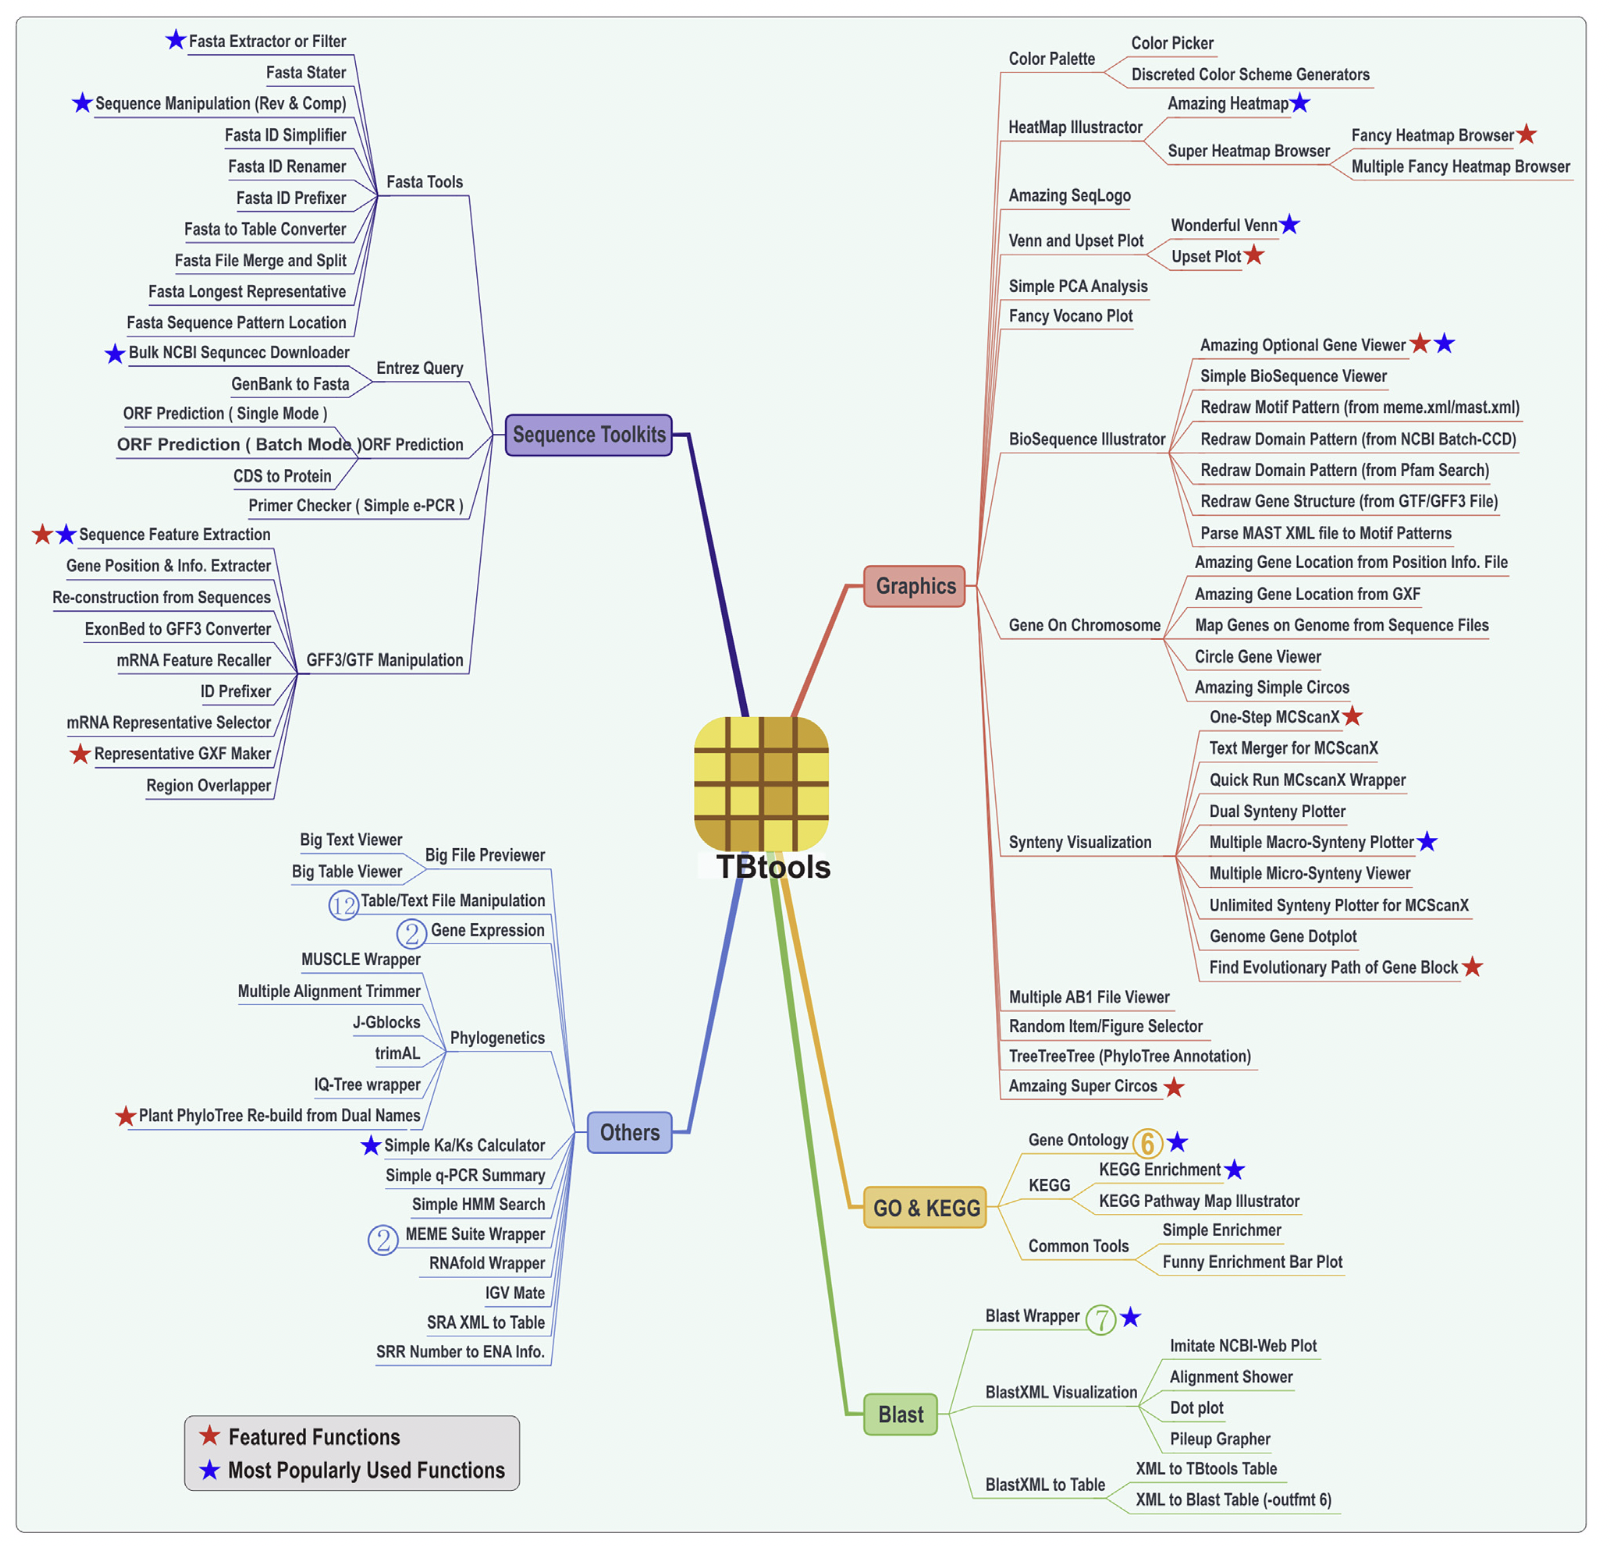 Fasta Extractor or Filter
Fasta Stater
Sequence Manipulation (Rev & Comp)
Fasta ID Simplifier
Fasta ID Renamer
Fasta ID Prefixer
Fasta to Table Converter
Fasta File Merge and Split
Fasta Longest Representative
Fasta Sequence Pattern Location
Fasta Tools
Bulk NCBI Sequncec Downloader
GenBank to Fasta
Entrez Query
ORF Prediction ( Single Mode )
ORF Prediction ( Batch Mode )
CDS to Protein
ORF Prediction
Primer Checker ( Simple e-PCR )
Sequence Feature Extraction
Gene Position & Info. Extracter
Re-construction from Sequences
ExonBed to GFF3 Converter
mRNA Feature Recaller
ID Prefixer
mRNA Representative Selector
Representative GXF Maker
Region Overlapper
GFF3/GTF Manipulation
Sequence Toolkits
Big Text Viewer
Big Table Viewer
Big File Previewer
12 Table/Text File Manipulation
2 Gene Expression
MUSCLE Wrapper
Multiple Alignment Trimmer
J-Gblocks
trimAL
IQ-Tree wrapper
Plant PhyloTree Re-build from Dual Names
Phylogenetics
Simple Ka/Ks Calculator
Simple q-PCR Summary
Simple HMM Search
2 MEME Suite Wrapper
RNAfold Wrapper
IGV Mate
SRA XML to Table
SRR Number to ENA Info.
Others
Featured Functions
Most Popularly Used Functions
TBtools
Graphics
Color Palette
Color Picker
Discreted Color Scheme Generators
HeatMap Illustractor
Amazing Heatmap
Super Heatmap Browser
Fancy Heatmap Browser
Multiple Fancy Heatmap Browser
Amazing SeqLogo
Venn and Upset Plot
Wonderful Venn
Upset Plot
Simple PCA Analysis
Fancy Vocano Plot
BioSequence Illustrator
Amazing Optional Gene Viewer
Simple BioSequence Viewer
Redraw Motif Pattern (from meme.xml/mast.xml)
Redraw Domain Pattern (from NCBI Batch-CCD)
Redraw Domain Pattern (from Pfam Search)
Redraw Gene Structure (from GTF/GFF3 File)
Parse MAST XML file to Motif Patterns
Gene On Chromosome
Amazing Gene Location from Position Info. File
Amazing Gene Location from GXF
Map Genes on Genome from Sequence Files
Circle Gene Viewer
Amazing Simple Circos
Synteny Visualization
One-Step MCScanX
Text Merger for MCScanX
Quick Run MCscanX Wrapper
Dual Synteny Plotter
Multiple Macro-Synteny Plotter
Multiple Micro-Synteny Viewer
Unlimited Synteny Plotter for MCScanX
Genome Gene Dotplot
Find Evolutionary Path of Gene Block
Multiple AB1 File Viewer
Random Item/Figure Selector
TreeTreeTree (PhyloTree Annotation)
Amzaing Super Circos
GO & KEGG
Gene Ontology 6
KEGG
KEGG Enrichment
KEGG Pathway Map Illustrator
Common Tools
Simple Enrichmer
Funny Enrichment Bar Plot
Blast
Blast Wrapper 7
BlastXML Visualization
Imitate NCBI-Web Plot
Alignment Shower
Dot plot
Pileup Grapher
BlastXML to Table
XML to TBtools Table
XML to Blast Table (-outfmt 6)